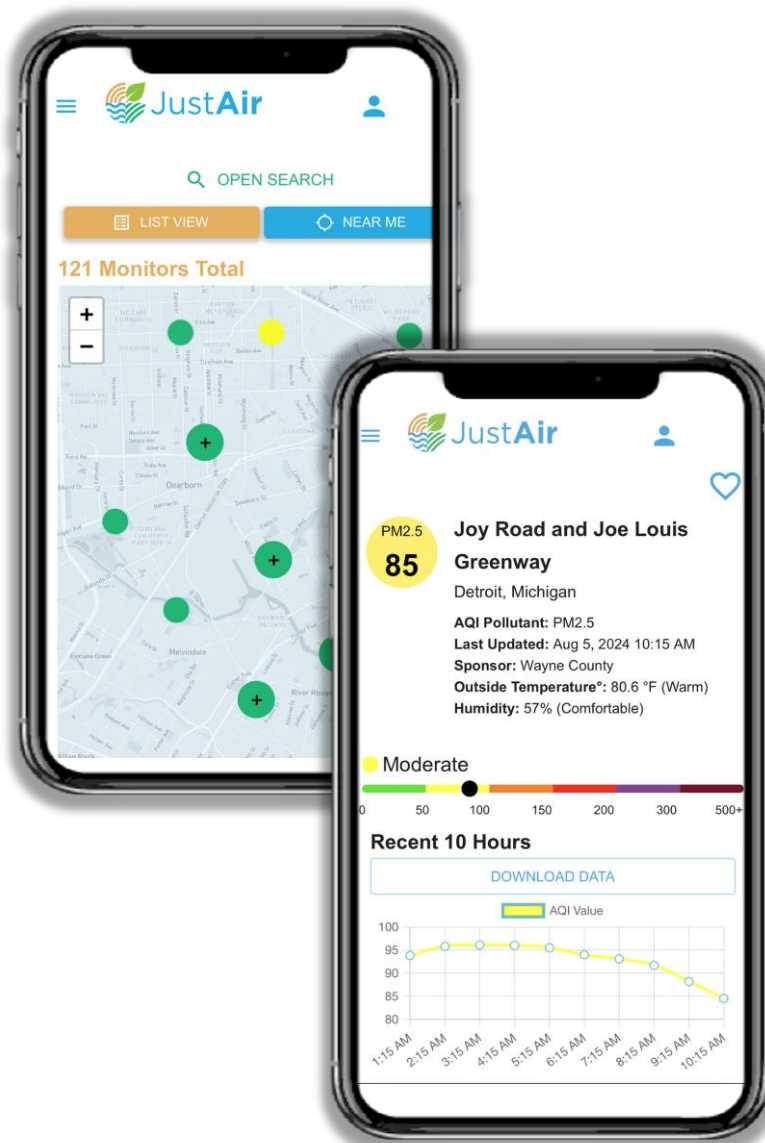 JustAir
OPEN SEARCH
LIST VIEW
NEAR ME
121 Monitors Total
+
−
Dearborn
Melvindale
River Rouge
Allen Park
JustAir
PM2.5
85
Joy Road and Joe Louis
Greenway
Detroit, Michigan
AQI Pollutant: PM2.5
Last Updated: Aug 5, 2024 10:15 AM
Sponsor: Wayne County
Outside Temperature°: 80.6 °F (Warm)
Humidity: 57% (Comfortable)
Moderate
0 50 100 150 200 300 500+
Recent 10 Hours
DOWNLOAD DATA
AQI Value
100
95
90
85
80
1:15 AM 2:15 AM 3:15 AM 4:15 AM 5:15 AM 6:15 AM 7:15 AM 8:15 AM 9:15 AM 10:15 AM